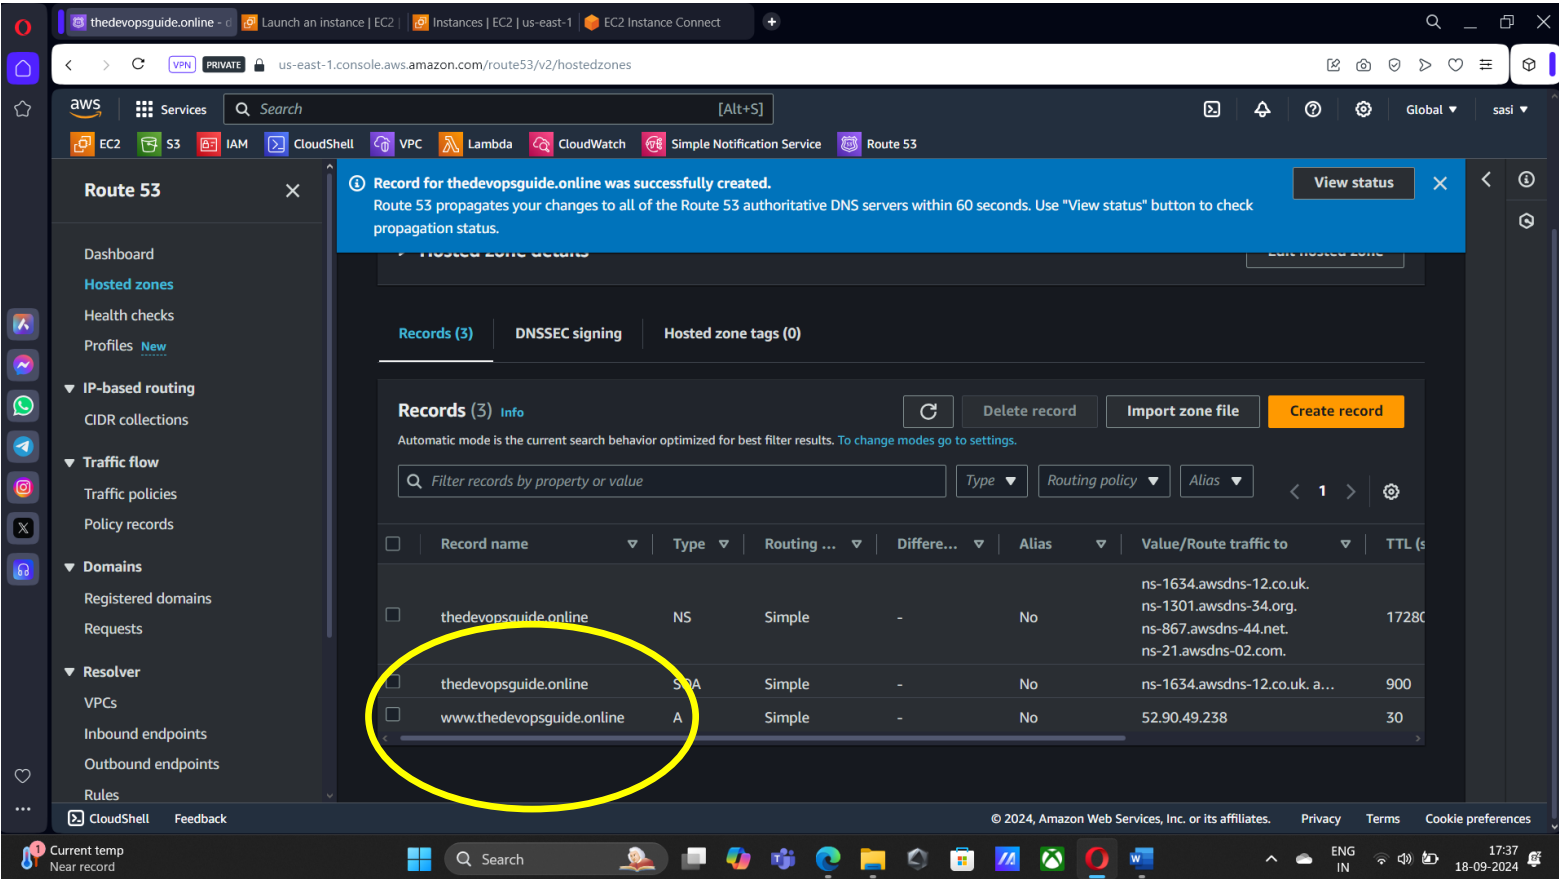 thedevopsguide.online - d
Launch an instance | EC2 |
Instances | EC2 | us-east-1
EC2 Instance Connect
VPN
PRIVATE
us-east-1.console.aws.amazon.com/route53/v2/hostedzones
aws
Services
Search
[Alt+S]
Global
sasi
EC2
S3
IAM
CloudShell
VPC
Lambda
CloudWatch
Simple Notification Service
Route 53
Route 53
Dashboard
Hosted zones
Health checks
Profiles New
IP-based routing
CIDR collections
Traffic flow
Traffic policies
Policy records
Domains
Registered domains
Requests
Resolver
VPCs
Inbound endpoints
Outbound endpoints
Rules
Record for thedevopsguide.online was successfully created.
Route 53 propagates your changes to all of the Route 53 authoritative DNS servers within 60 seconds. Use "View status" button to check
propagation status.
View status
Hosted zone details
Edit hosted zone
Records (3)
DNSSEC signing
Hosted zone tags (0)
Records (3) Info
Delete record
Import zone file
Create record
Automatic mode is the current search behavior optimized for best filter results. To change modes go to settings.
Filter records by property or value
Type
Routing policy
Alias
1
Record name
Type
Routing ...
Differe...
Alias
Value/Route traffic to
TTL (s
thedevopsguide.online
NS
Simple
-
No
ns-1634.awsdns-12.co.uk.
ns-1301.awsdns-34.org.
ns-867.awsdns-44.net.
ns-21.awsdns-02.com.
17280
thedevopsguide.online
SOA
Simple
-
No
ns-1634.awsdns-12.co.uk. a...
900
www.thedevopsguide.online
A
Simple
-
No
52.90.49.238
30
CloudShell
Feedback
© 2024, Amazon Web Services, Inc. or its affiliates.
Privacy
Terms
Cookie preferences
1
Current temp
Near record
Search
ENG
IN
17:37
18-09-2024